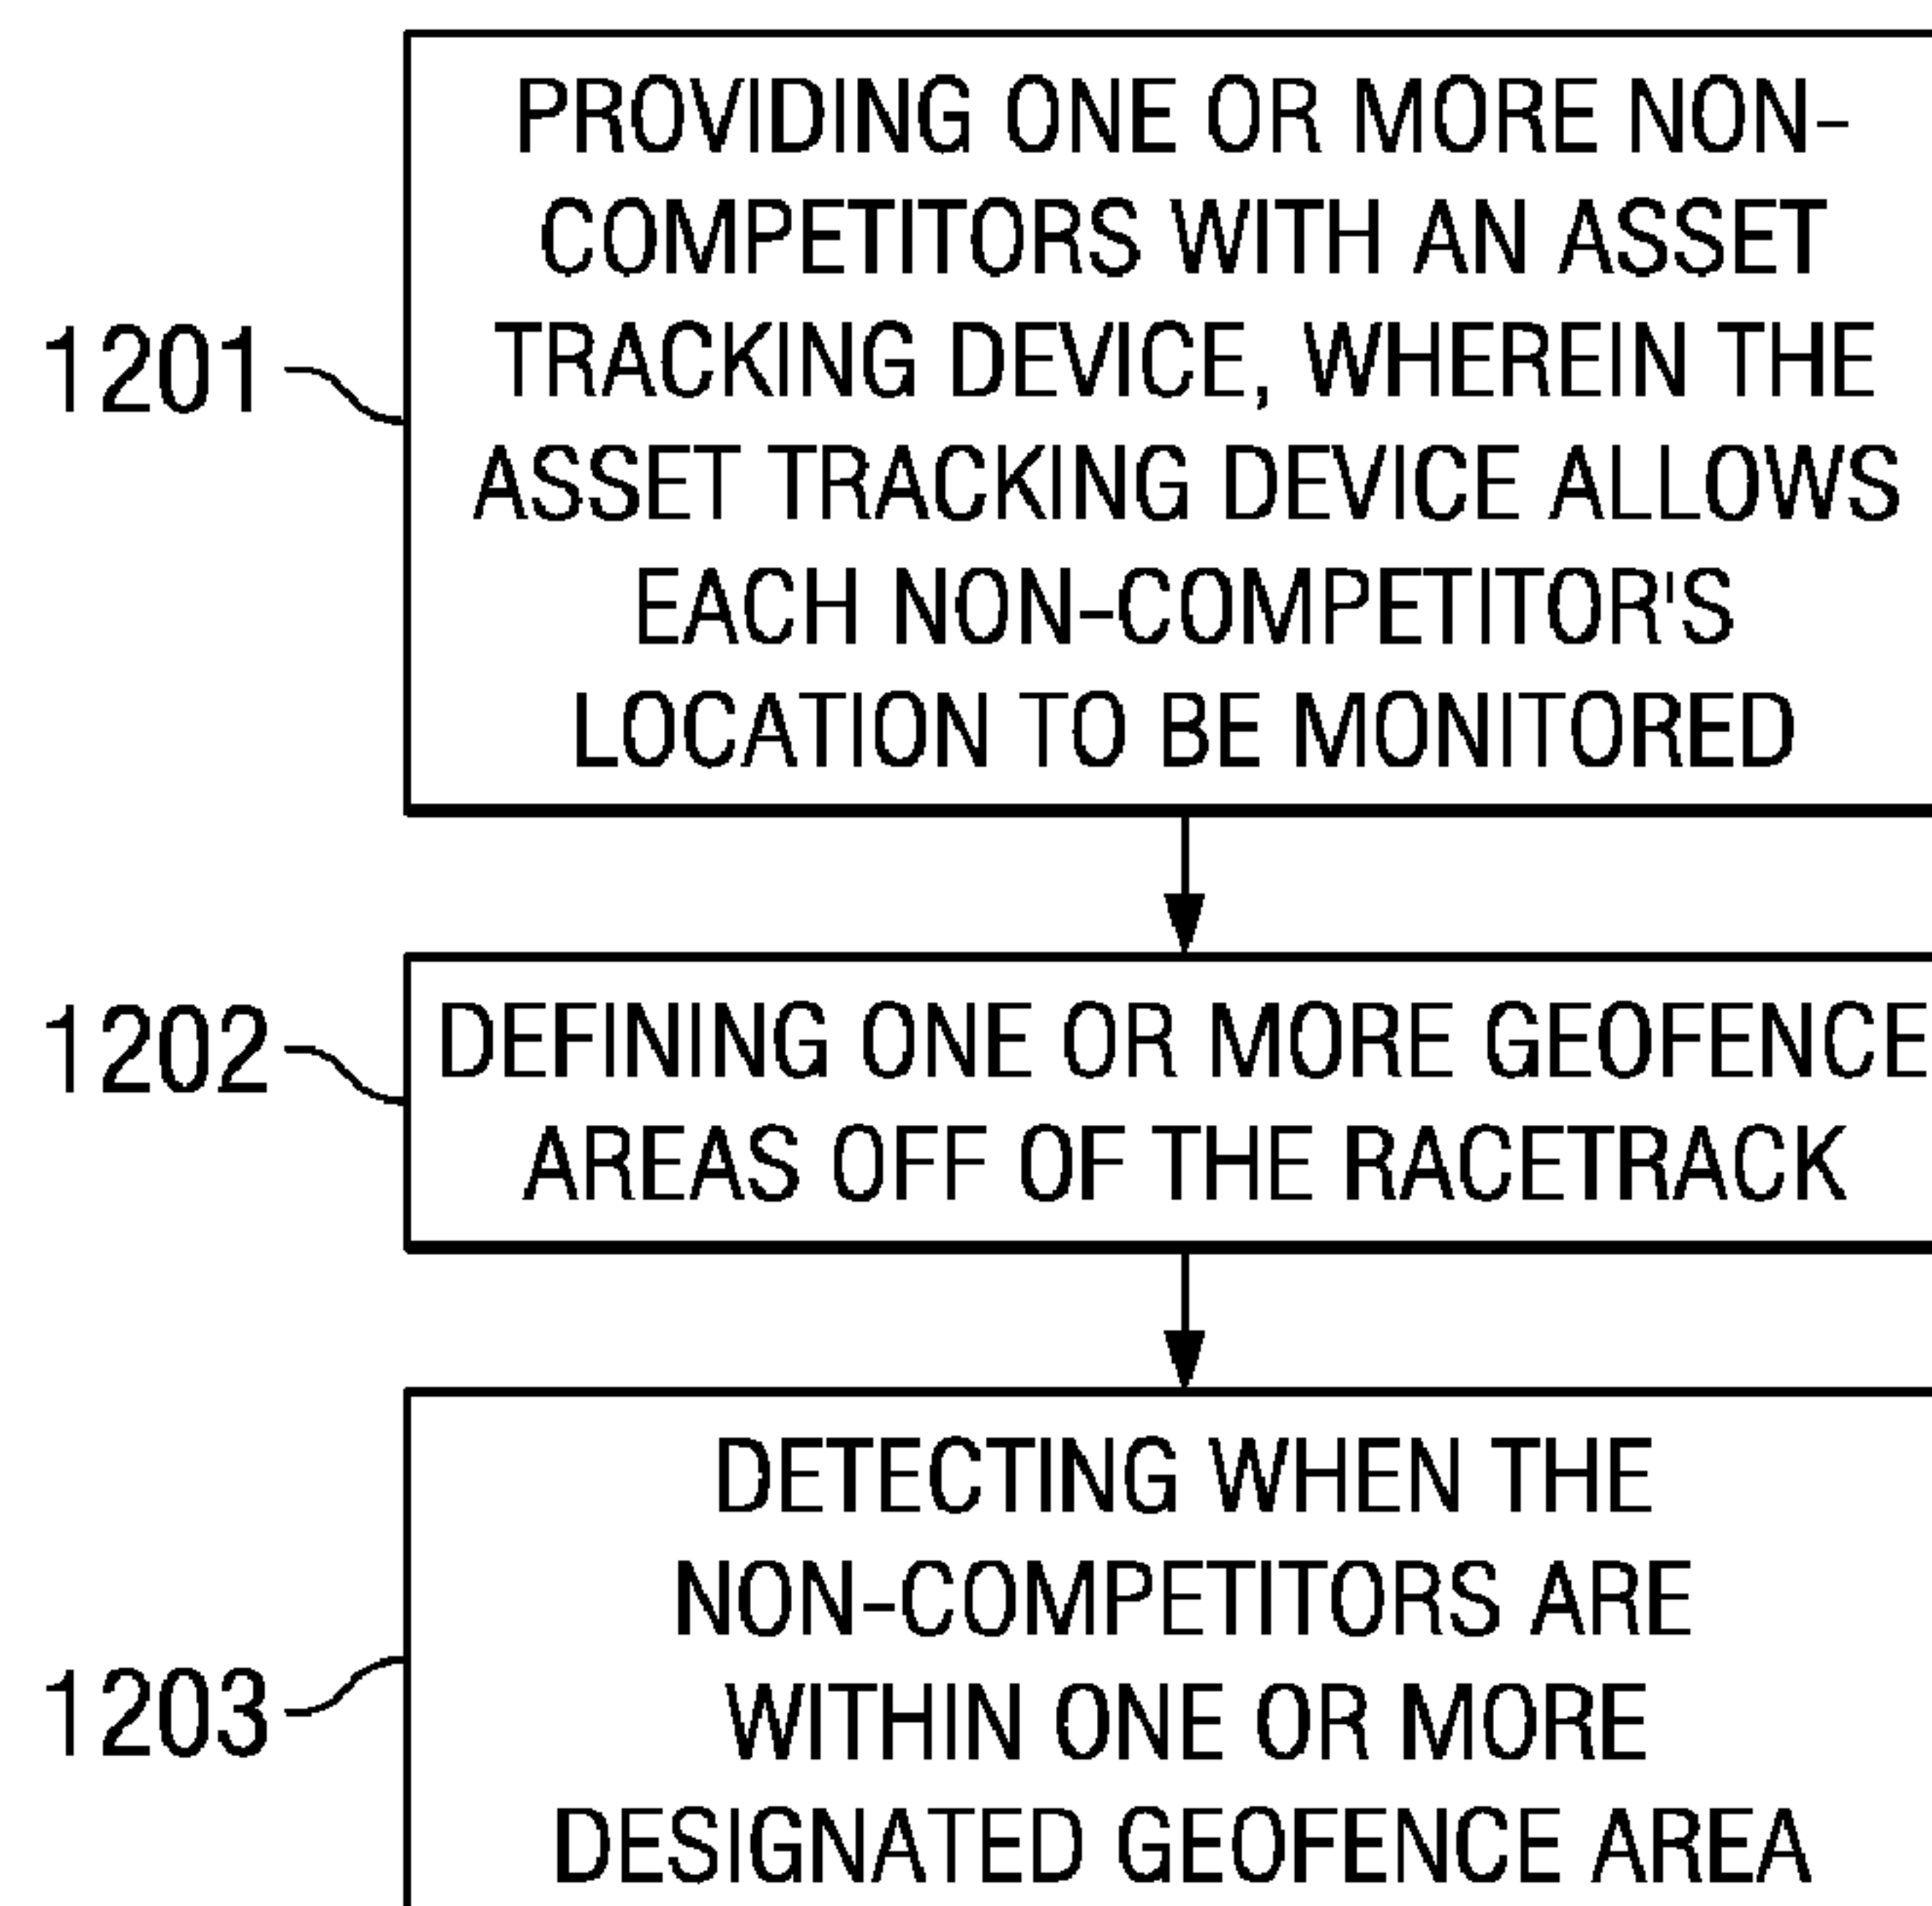 PROVIDING ONE OR MORE NON-
COMPETITORS WITH AN ASSET
1201
TRACKING DEVICE, WHEREIN THE
ASSET TRACKING DEVICE ALLOWS
EACH NON-COMPETITOR'S
LOCATION TO BE MONITORED
1202
DEFINING ONE OR MORE GEOFENCE
AREAS OFF OF THE RACETRACK
DETECTING WHEN THE
NON-COMPETITORS ARE
1203
WITHIN ONE OR MORE
DESIGNATED GEOFENCE AREA